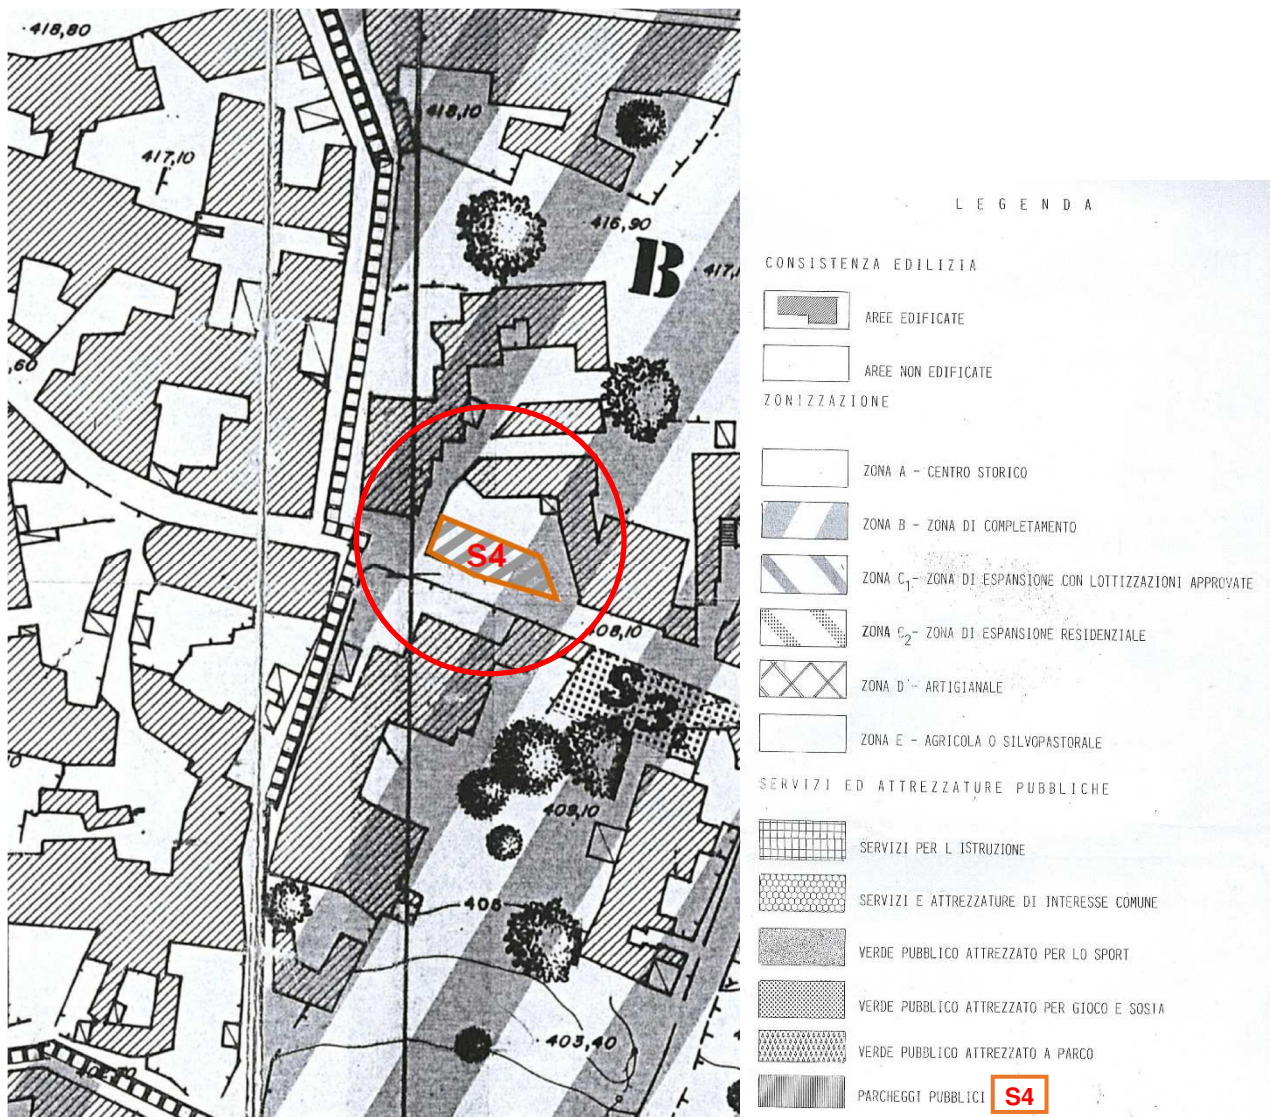 418,80
418,10
417,10
416,90
B
417,1
,60
S4
408,10
S3
409,10
406
403,40
LEGENDA
CONSISTENZA EDILIZIA
AREE EDIFICATE
AREE NON EDIFICATE
ZONIZZAZIONE
ZONA A - CENTRO STORICO
ZONA B - ZONA DI COMPLETAMENTO
ZONA C1- ZONA DI ESPANSIONE CON LOTTIZZAZIONI APPROVATE
ZONA C2- ZONA DI ESPANSIONE RESIDENZIALE
ZONA D - ARTIGIANALE
ZONA E - AGRICOLA O SILVOPASTORALE
SERVIZI ED ATTREZZATURE PUBBLICHE
SERVIZI PER L ISTRUZIONE
SERVIZI E ATTREZZATURE DI INTERESSE COMUNE
VERDE PUBBLICO ATTREZZATO PER LO SPORT
VERDE PUBBLICO ATTREZZATO PER GIOCO E SOSTA
VERDE PUBBLICO ATTREZZATO A PARCO
PARCHEGGI PUBBLICI S4